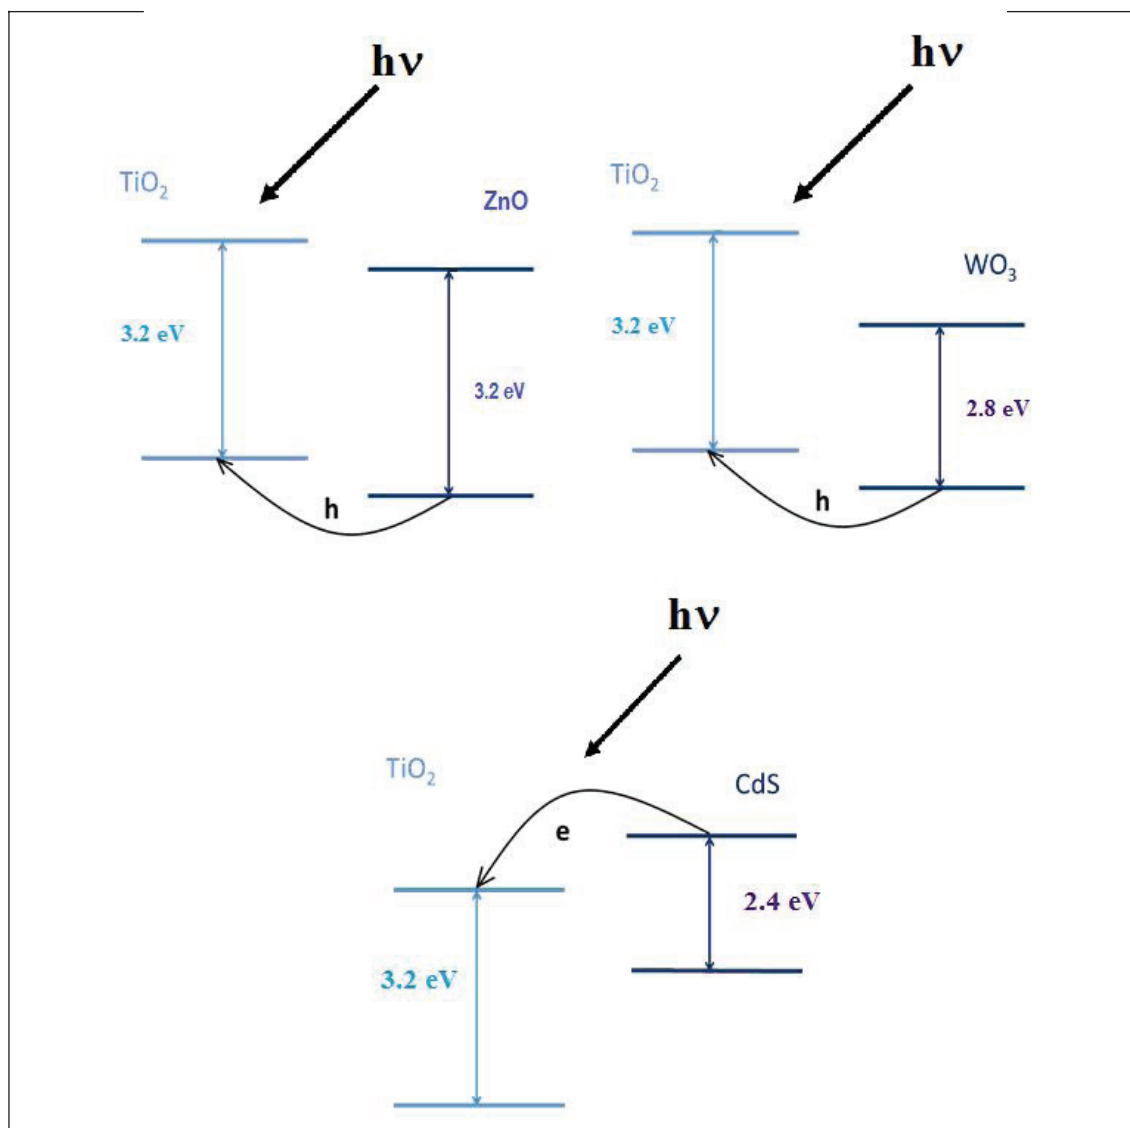 hν
hν
TiO₂
ZnO
3.2 eV
3.2 eV
h
TiO₂
WO₃
3.2 eV
2.8 eV
h
hν
TiO₂
CdS
e
2.4 eV
3.2 eV